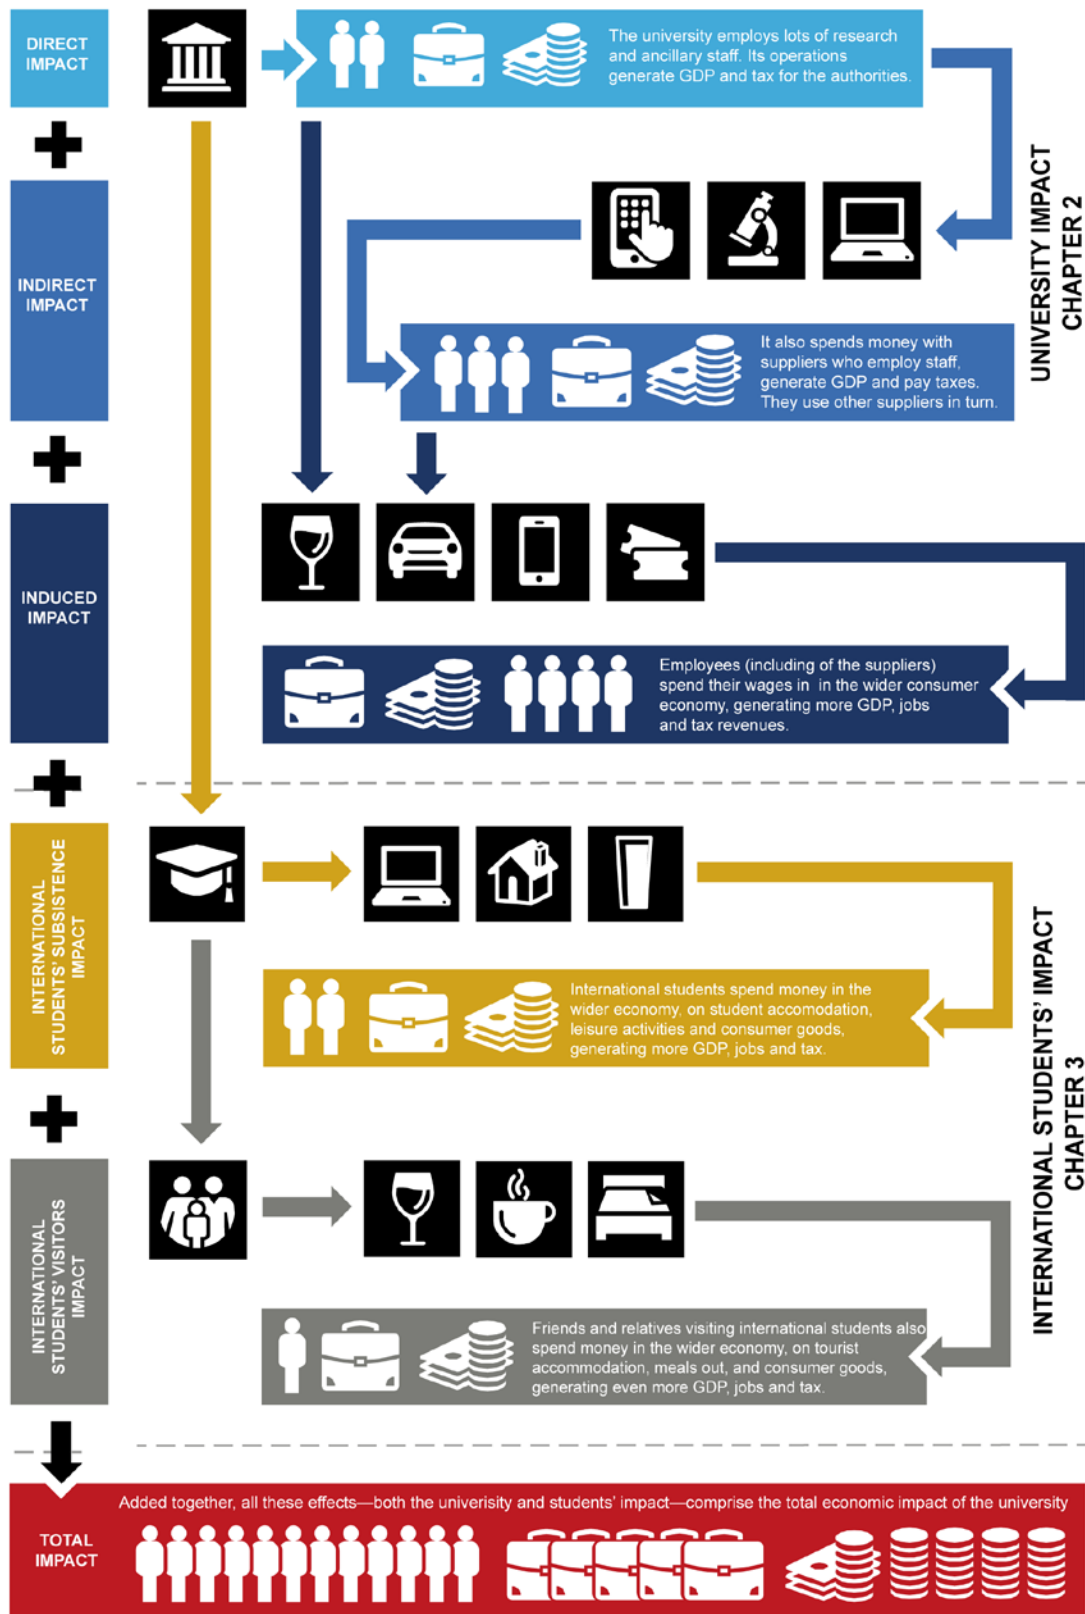 DIRECT
IMPACT
The university employs lots of research
and ancillary staff. Its operations
generate GDP and tax for the authorities.
UNIVERSITY IMPACT
CHAPTER 2
INDIRECT
IMPACT
It also spends money with
suppliers who employ staff,
generate GDP and pay taxes.
They use other suppliers in turn.
INDUCED
IMPACT
Employees (including of the suppliers)
spend their wages in in the wider consumer
economy, generating more GDP, jobs
and tax revenues.
INTERNATIONAL
STUDENTS' SUBSISTENCE
IMPACT
International students spend money in the
wider economy, on student accomodation,
leisure activities and consumer goods,
generating more GDP, jobs and tax.
INTERNATIONAL STUDENTS' IMPACT
CHAPTER 3
INTERNATIONAL
STUDENTS' VISITORS
IMPACT
Friends and relatives visiting international students also
spend money in the wider economy, on tourist
accommodation, meals out, and consumer goods,
generating even more GDP, jobs and tax.
Added together, all these effects—both the univerisity and students' impact—comprise the total economic impact of the university
TOTAL
IMPACT